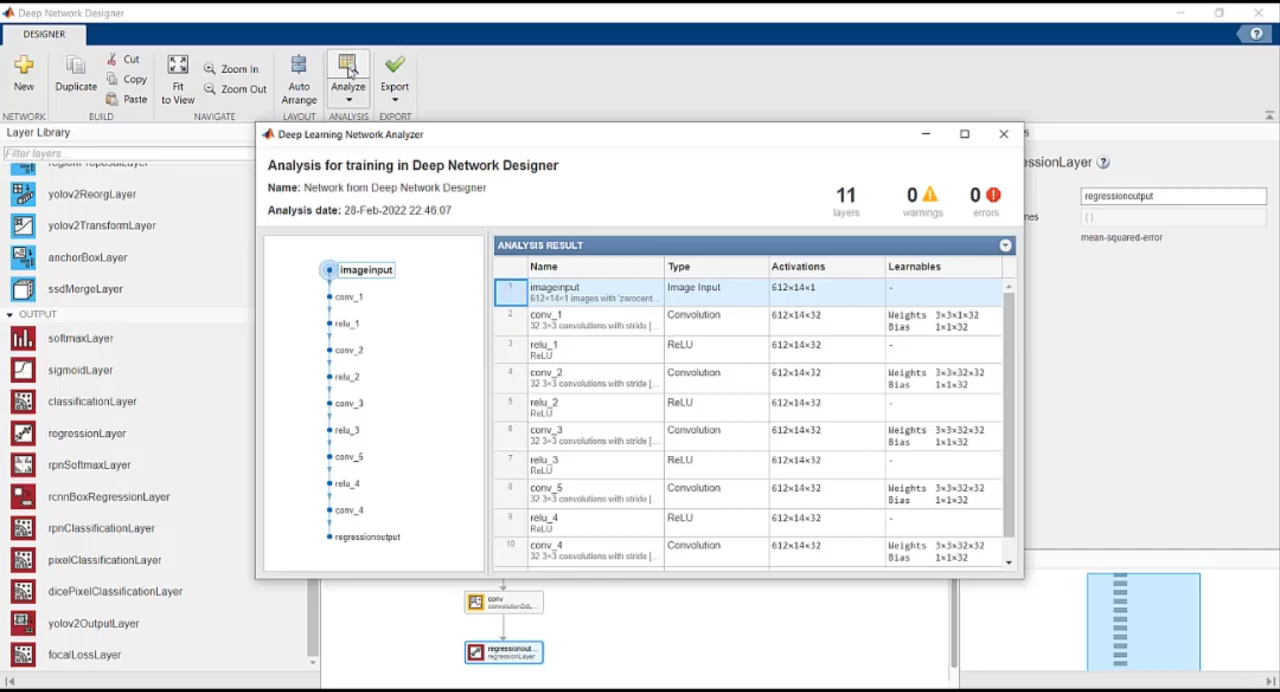 Deep Network Designer
DESIGNER
New
Duplicate
Cut
Copy
Paste
Fit
to View
Zoom In
Zoom Out
Auto
Arrange
Analyze
Export
NETWORK
BUILD
NAVIGATE
LAYOUT
ANALYSIS
EXPORT
Layer Library
Filter layers...
yolov2ReorgLayer
yolov2TransformLayer
anchorBoxLayer
ssdMergeLayer
OUTPUT
softmaxLayer
sigmoidLayer
classificationLayer
regressionLayer
rpnSoftmaxLayer
rcnnBoxRegressionLayer
rpnClassificationLayer
pixelClassificationLayer
dicePixelClassificationLayer
yolov2OutputLayer
focalLossLayer
Deep Learning Network Analyzer
Analysis for training in Deep Network Designer
Name: Network from Deep Network Designer
Analysis date: 28-Feb-2022 22:46:07
11
layers
0
warnings
0
errors
imageinput
conv_1
relu_1
conv_2
relu_2
conv_3
relu_3
conv_5
relu_4
conv_4
regressionoutput
ANALYSIS RESULT
Name Type Activations Learnables
1 imageinput Image Input 612×14×1 -
612×14×1 images with 'zerocent...
2 conv_1 Convolution 612×14×32 Weights 3×3×1×32
32 3×3 convolutions with stride [... Bias 1×1×32
3 relu_1 ReLU 612×14×32 -
ReLU
4 conv_2 Convolution 612×14×32 Weights 3×3×32×32
32 3×3 convolutions with stride [... Bias 1×1×32
5 relu_2 ReLU 612×14×32 -
ReLU
6 conv_3 Convolution 612×14×32 Weights 3×3×32×32
32 3×3 convolutions with stride [... Bias 1×1×32
7 relu_3 ReLU 612×14×32 -
ReLU
8 conv_5 Convolution 612×14×32 Weights 3×3×32×32
32 3×3 convolutions with stride [... Bias 1×1×32
9 relu_4 ReLU 612×14×32 -
ReLU
10 conv_4 Convolution 612×14×32 Weights 3×3×32×32
32 3×3 convolutions with stride [... Bias 1×1×32
ssionLayer
regressionoutput
mes { }
mean-squared-error
conv
regressionout...
regressionLayer